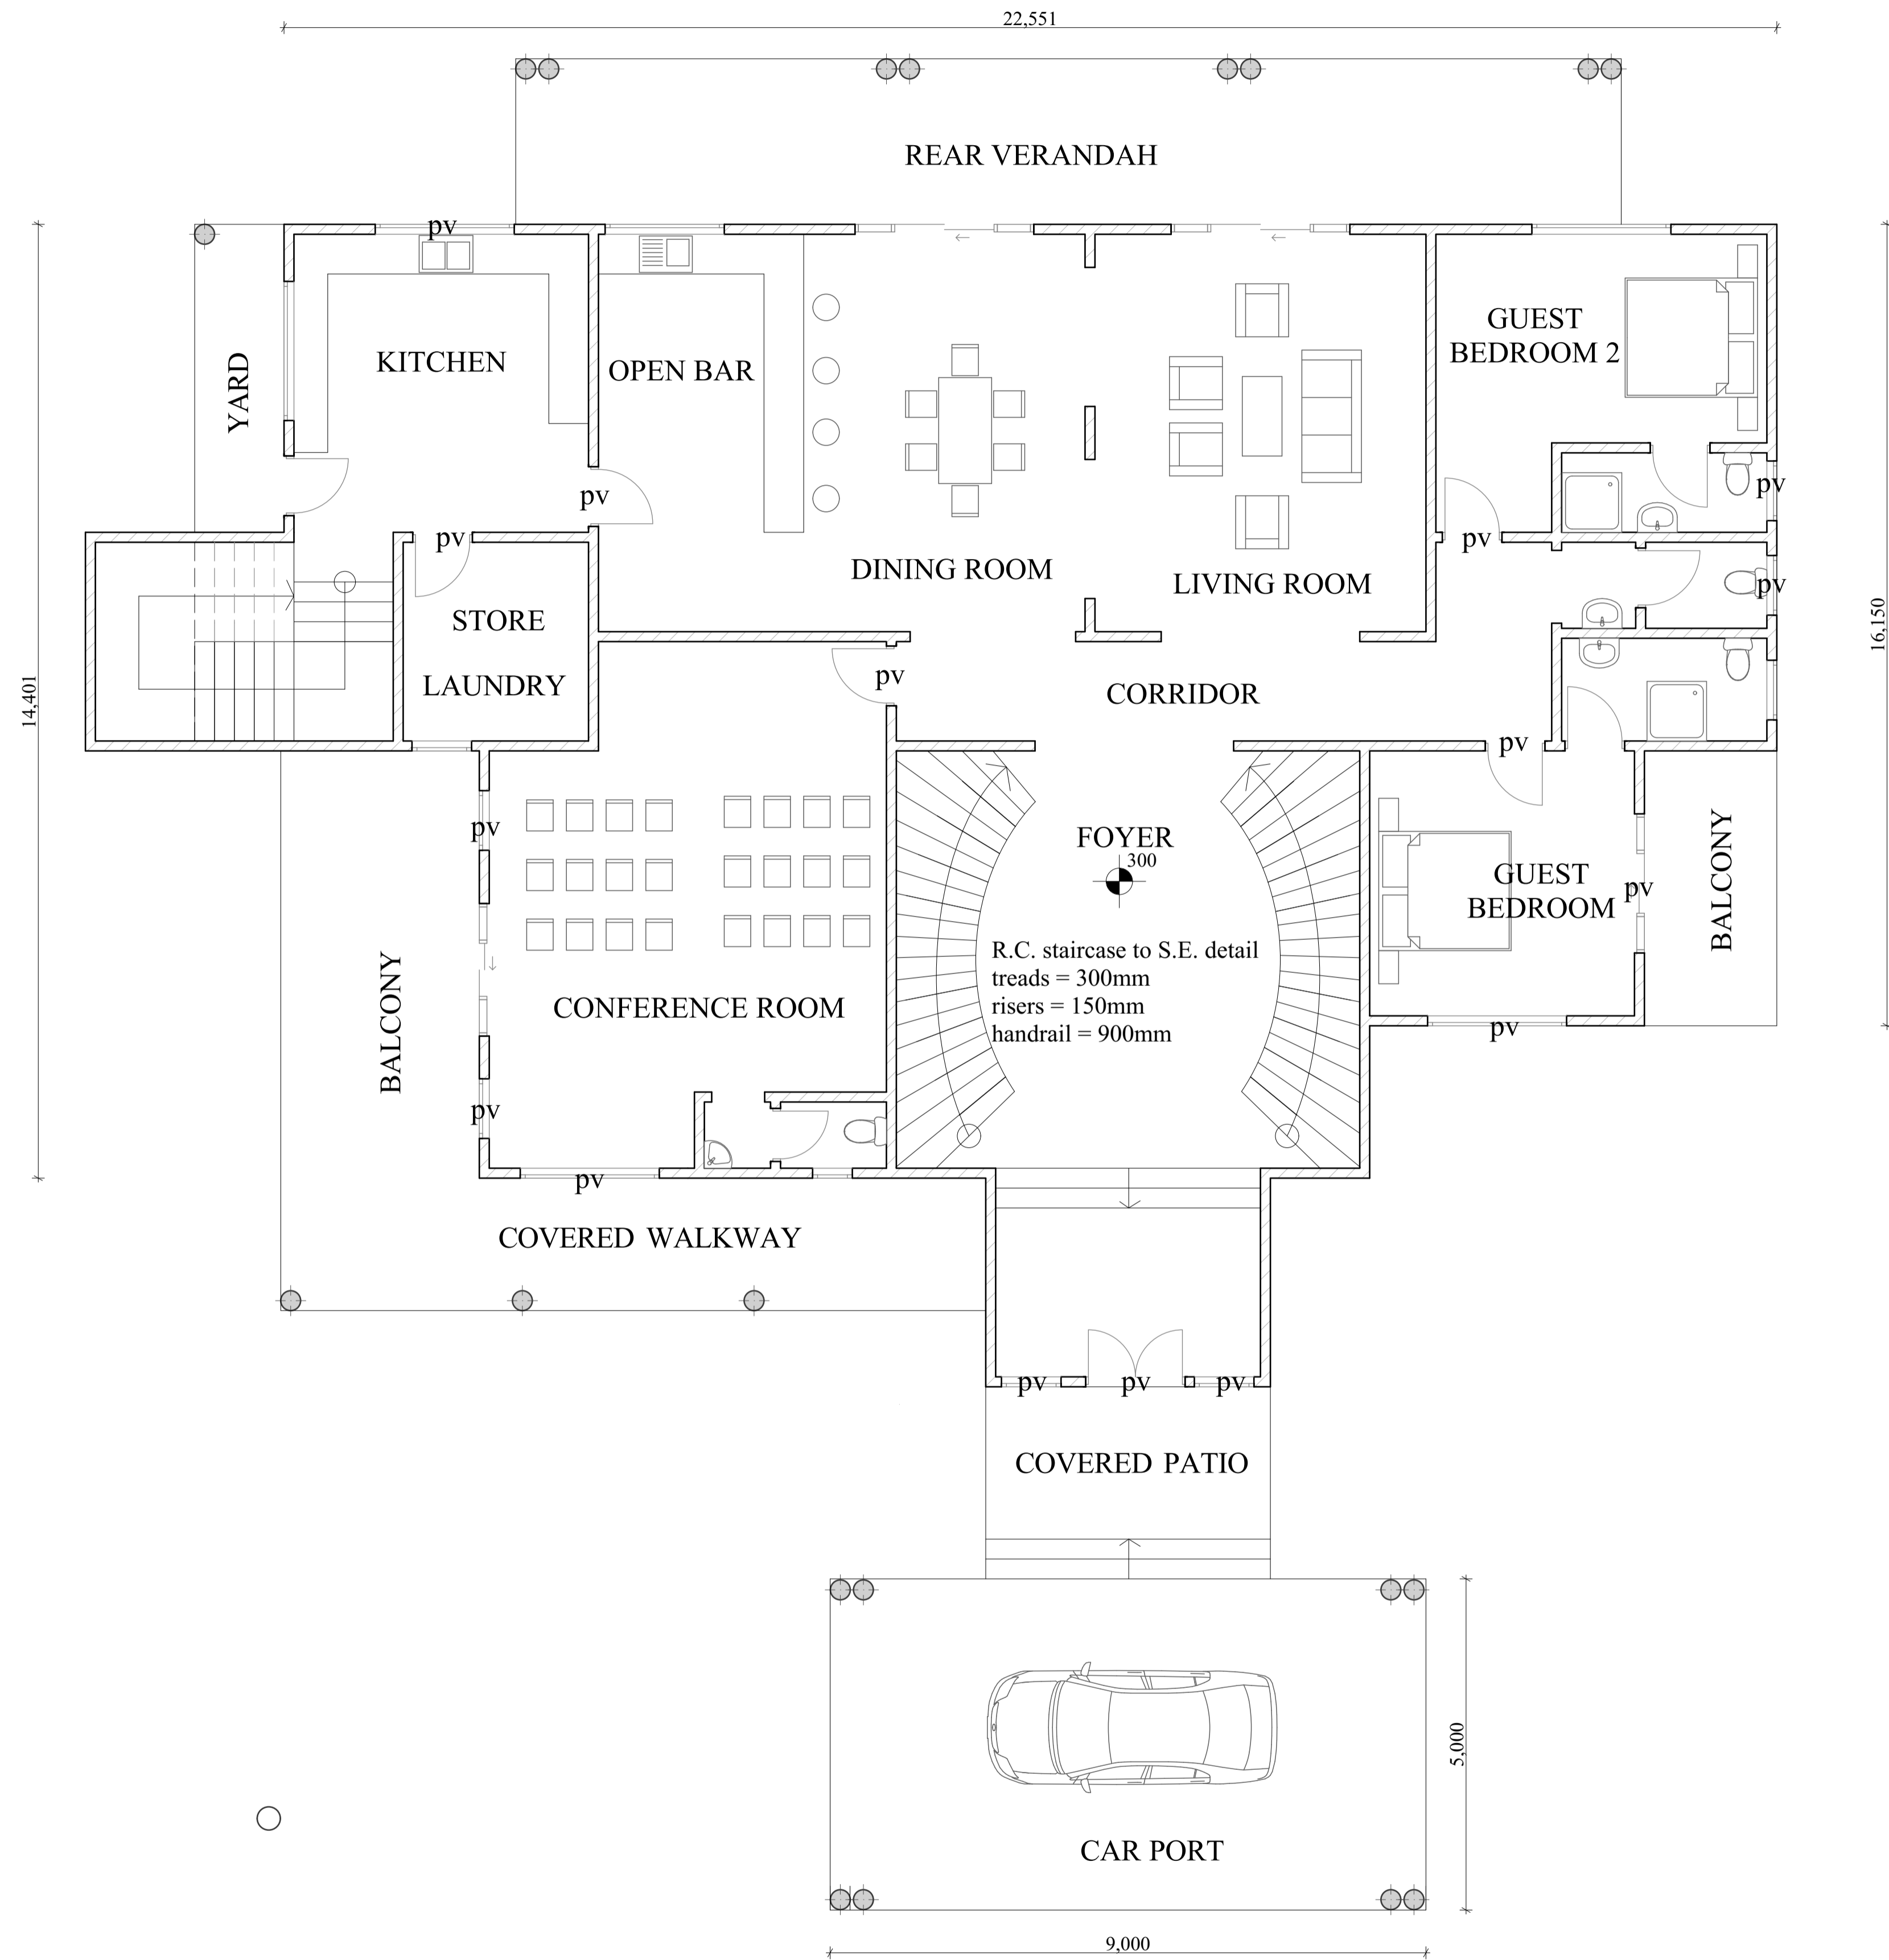 22,551
REAR VERANDAH
pv
YARD
KITCHEN
OPEN BAR
GUEST
BEDROOM 2
pv
pv
pv
pv
DINING ROOM
LIVING ROOM
pv
STORE
LAUNDRY
pv
CORRIDOR
14,401
16,150
pv
pv
FOYER
300
GUEST
BEDROOM
pv
BALCONY
R.C. staircase to S.E. detail
treads = 300mm
risers = 150mm
handrail = 900mm
CONFERENCE ROOM
BALCONY
pv
pv
pv
COVERED WALKWAY
pv
pv
pv
COVERED PATIO
5,000
CAR PORT
9,000